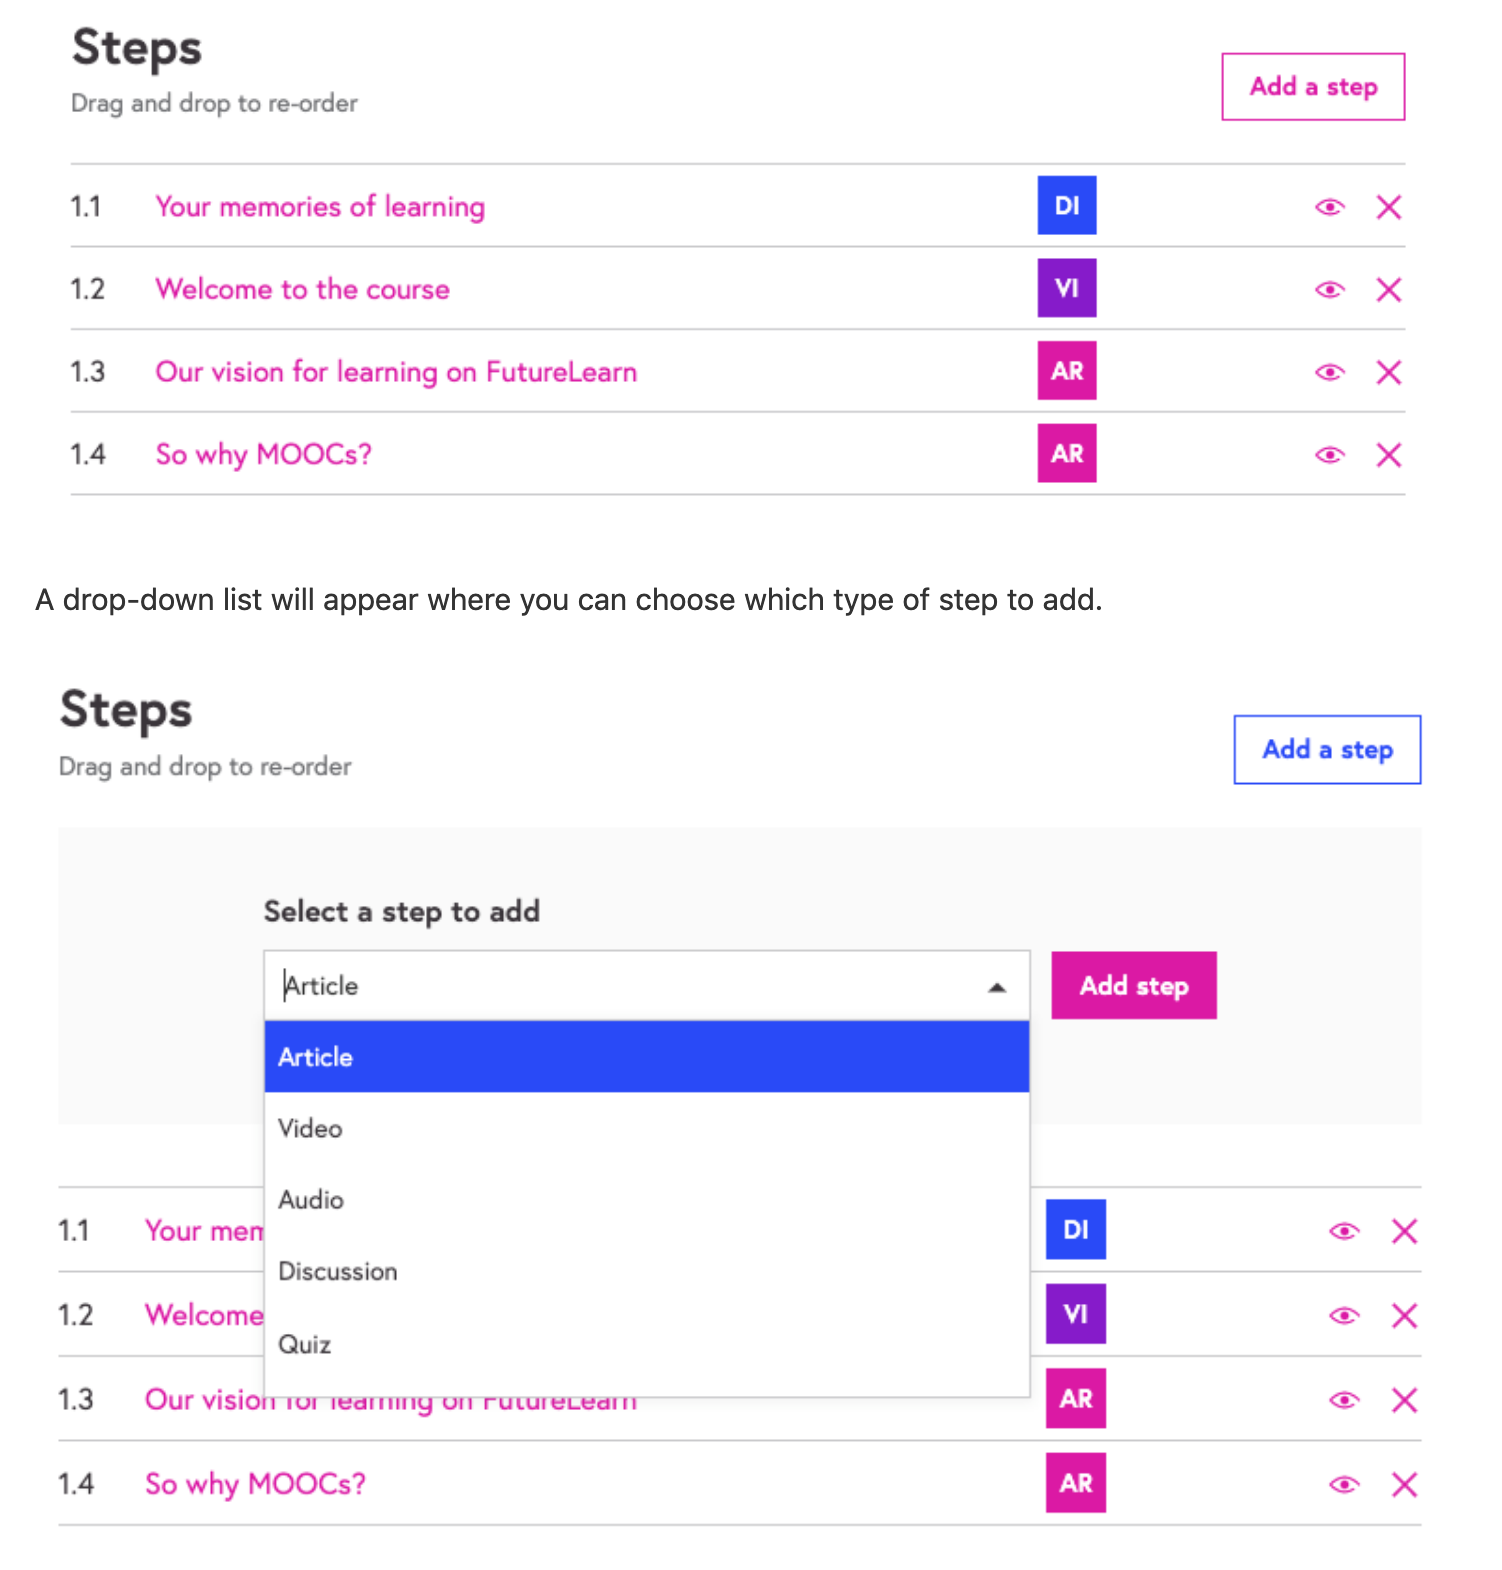 Steps
Drag and drop to re-order
Add a step
1.1 Your memories of learning DI
1.2 Welcome to the course VI
1.3 Our vision for learning on FutureLearn AR
1.4 So why MOOCs? AR
A drop-down list will appear where you can choose which type of step to add.
Steps
Drag and drop to re-order
Add a step
Select a step to add
Article Add step
Article
Video
Audio
Discussion
Quiz
1.1 Your mem DI
1.2 Welcome VI
1.3 Our vision for learning on FutureLearn AR
1.4 So why MOOCs? AR